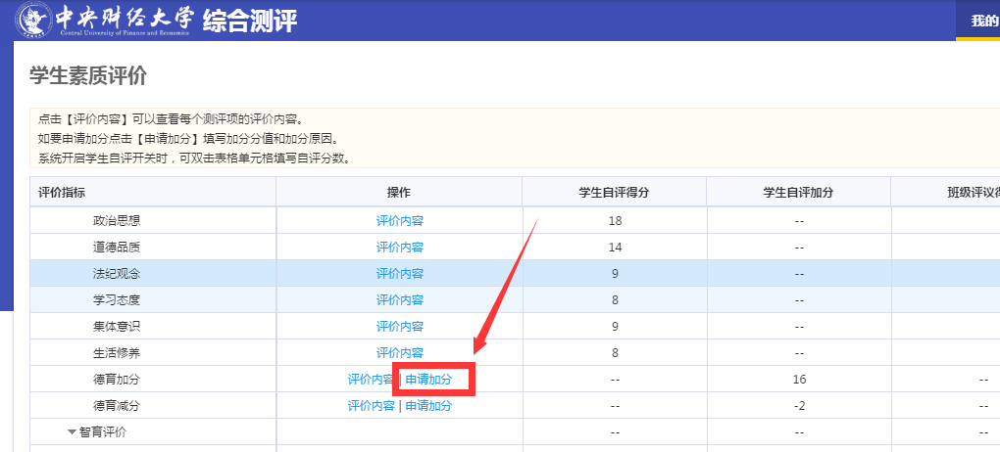 中央财经大学 综合测评 我的
Central University of Finance and Economics
学生素质评价
点击【评价内容】可以查看每个测评项的评价内容。
如要申请加分点击【申请加分】填写加分分值和加分原因。
系统开启学生自评开关时，可双击表格单元格填写自评分数。
评价指标 操作 学生自评得分 学生自评加分 班级评议得
政治思想 评价内容 18 --
道德品质 评价内容 14 --
法纪观念 评价内容 9 --
学习态度 评价内容 8 --
集体意识 评价内容 9 --
生活修养 评价内容 8 --
德育加分 评价内容 | 申请加分 -- 16 --
德育减分 评价内容 | 申请加分 -- -2 --
智育评价 -- -- --